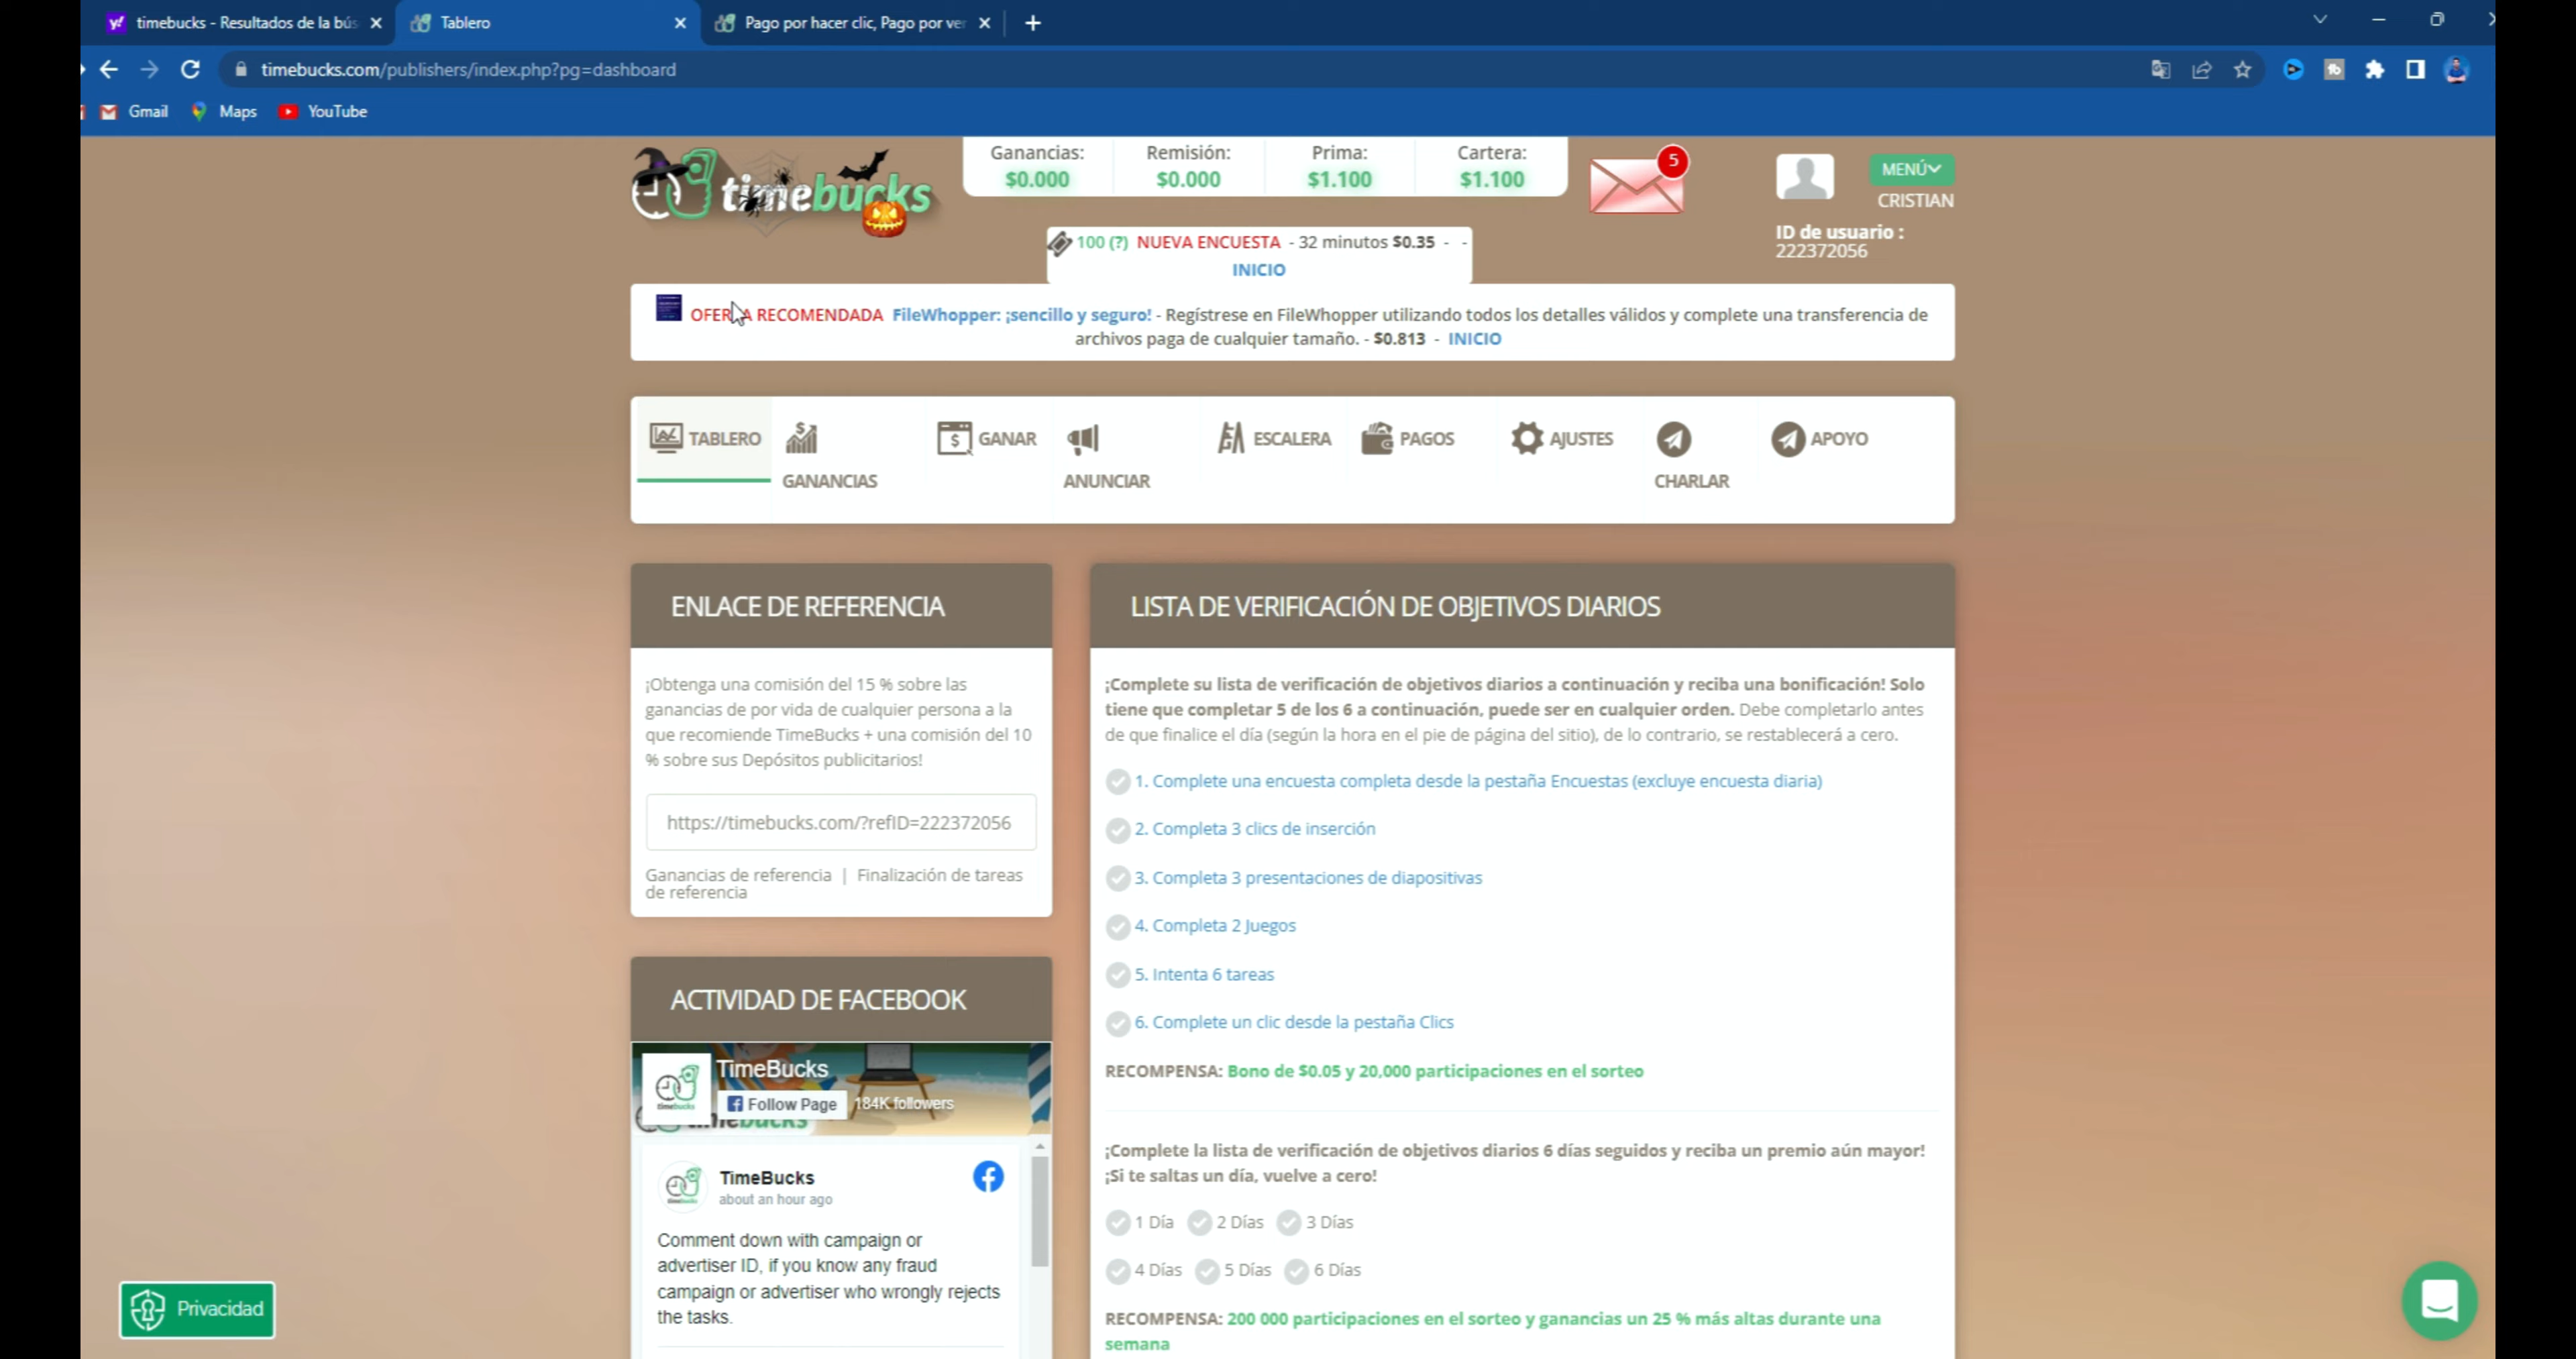 timebucks - Resultados de la bús
Tablero
Pago por hacer clic, Pago por ver
timebucks.com/publishers/index.php?pg=dashboard
Gmail
Maps
YouTube
timebucks
Ganancias:
$0.000
Remisión:
$0.000
Prima:
$1.100
Cartera:
$1.100
5
MENÚ
CRISTIAN
ID de usuario :
222372056
100 (?) NUEVA ENCUESTA - 32 minutos $0.35 - -
INICIO
OFERTA RECOMENDADA FileWhopper: ¡sencillo y seguro! - Regístrese en FileWhopper utilizando todos los detalles válidos y complete una transferencia de
archivos paga de cualquier tamaño. - $0.813 - INICIO
TABLERO
GANANCIAS
GANAR
ANUNCIAR
ESCALERA
PAGOS
AJUSTES
CHARLAR
APOYO
ENLACE DE REFERENCIA
¡Obtenga una comisión del 15 % sobre las
ganancias de por vida de cualquier persona a la
que recomiende TimeBucks + una comisión del 10
% sobre sus Depósitos publicitarios!
https://timebucks.com/?refID=222372056
Ganancias de referencia | Finalización de tareas
de referencia
ACTIVIDAD DE FACEBOOK
TimeBucks
Follow Page
184K followers
timebucks
TimeBucks
about an hour ago
Comment down with campaign or
advertiser ID, if you know any fraud
campaign or advertiser who wrongly rejects
the tasks.
LISTA DE VERIFICACIÓN DE OBJETIVOS DIARIOS
¡Complete su lista de verificación de objetivos diarios a continuación y reciba una bonificación! Solo
tiene que completar 5 de los 6 a continuación, puede ser en cualquier orden. Debe completarlo antes
de que finalice el día (según la hora en el pie de página del sitio), de lo contrario, se restablecerá a cero.
1. Complete una encuesta completa desde la pestaña Encuestas (excluye encuesta diaria)
2. Completa 3 clics de inserción
3. Completa 3 presentaciones de diapositivas
4. Completa 2 Juegos
5. Intenta 6 tareas
6. Complete un clic desde la pestaña Clics
RECOMPENSA: Bono de $0.05 y 20,000 participaciones en el sorteo
¡Complete la lista de verificación de objetivos diarios 6 días seguidos y reciba un premio aún mayor!
¡Si te saltas un día, vuelve a cero!
1 Día 2 Días 3 Días
4 Días 5 Días 6 Días
RECOMPENSA: 200 000 participaciones en el sorteo y ganancias un 25 % más altas durante una
semana
Privacidad